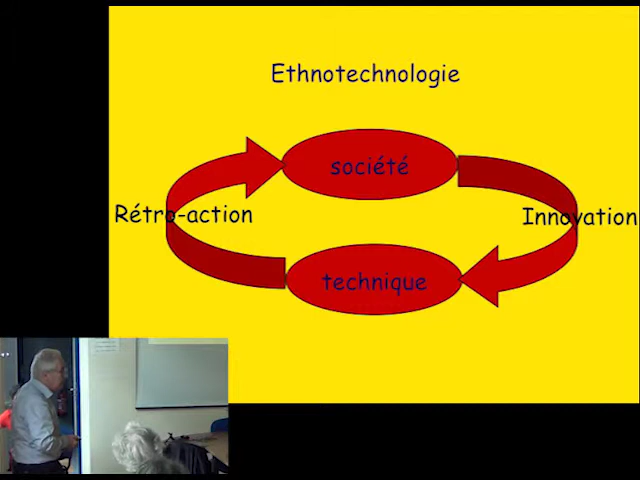 Ethnotechnologie
société
Rétro-action
Innovation
technique